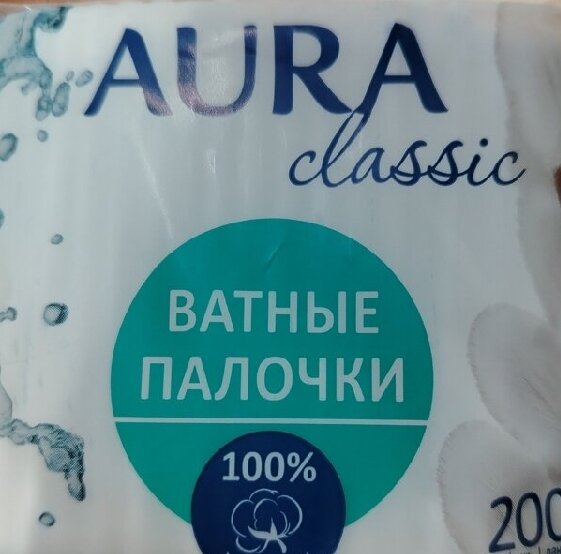 AURA
classic
ВАТНЫЕ
ПАЛОЧКИ
100%
200